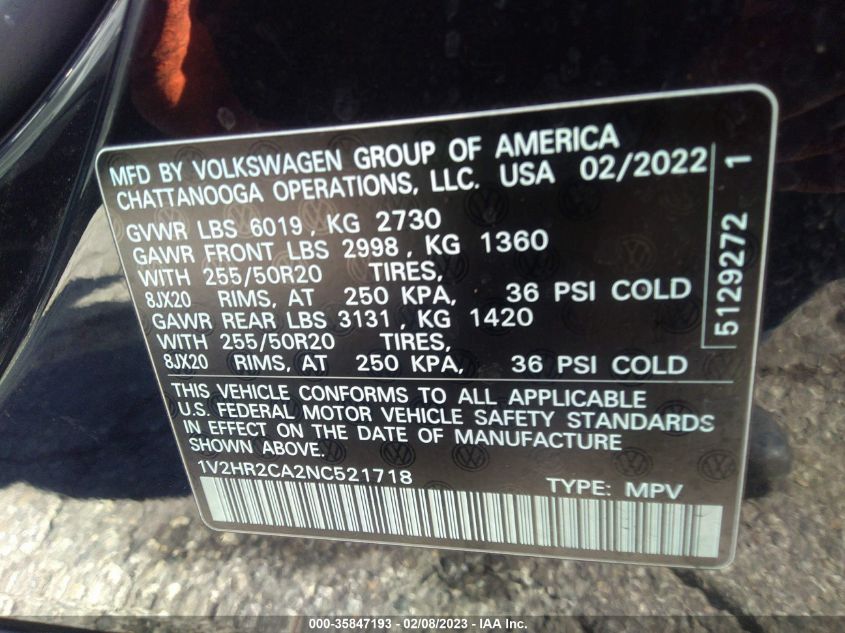 MFD BY VOLKSWAGEN GROUP OF AMERICA
CHATTANOOGA OPERATIONS, LLC. USA 02/2022
GVWR LBS 6019, KG 2730
GAWR FRONT LBS 2998, KG 1360
WITH 255/50R20 TIRES,
8JX20 RIMS, AT 250 KPA, 36 PSI COLD
GAWR REAR LBS 3131, KG 1420
WITH 255/50R20 TIRES,
8JX20 RIMS, AT 250 KPA, 36 PSI COLD
5129272 1
THIS VEHICLE CONFORMS TO ALL APPLICABLE
U.S. FEDERAL MOTOR VEHICLE SAFETY STANDARDS
IN EFFECT ON THE DATE OF MANUFACTURE
SHOWN ABOVE.
1V2HR2CA2NC521718 TYPE: MPV
000-35847193 - 02/08/2023 - IAA Inc.